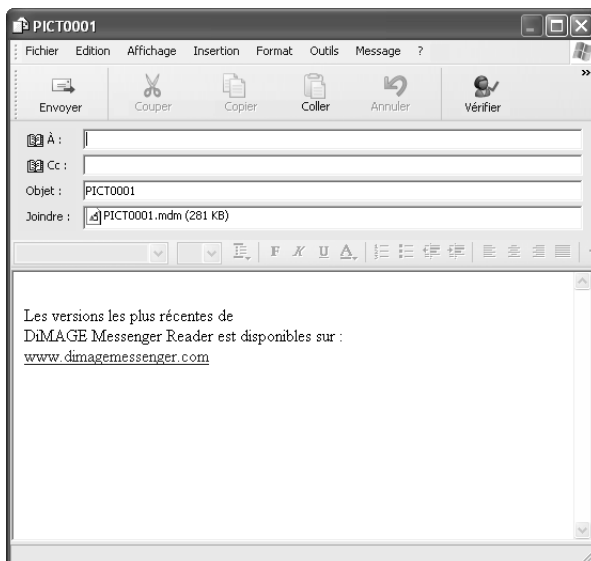 PICT0001
Fichier Edition Affichage Insertion Format Outils Message ?
»
Envoyer Couper Copier Coller Annuler Vérifier
À :
Cc :
Objet : PICT0001
Joindre : PICT0001.mdm (281 KB)
F X U A
Les versions les plus récentes de
DiMAGE Messenger Reader est disponibles sur :
www.dimagemessenger.com